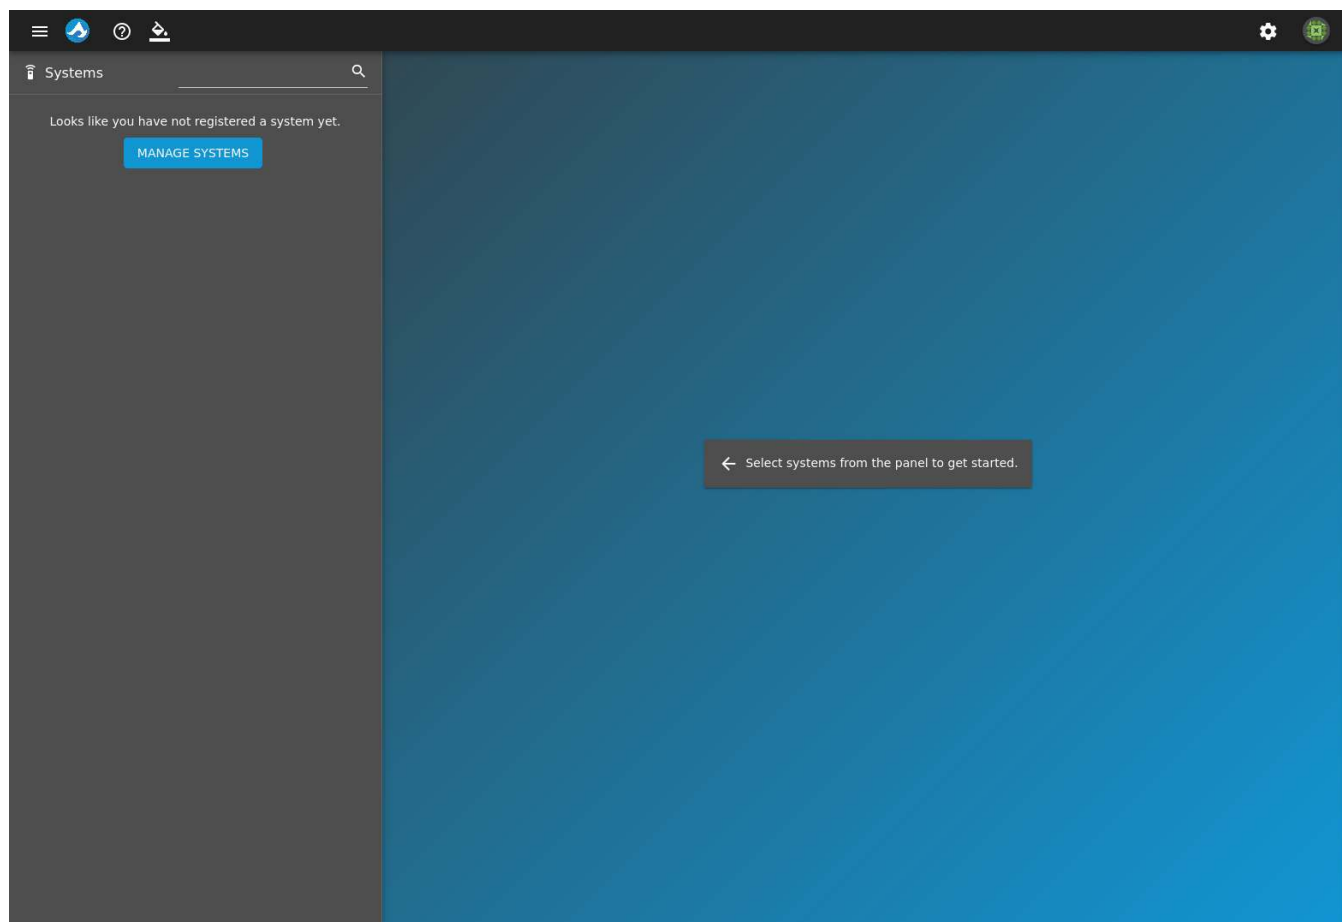 Systems
Looks like you have not registered a system yet.
MANAGE SYSTEMS
Select systems from the panel to get started.